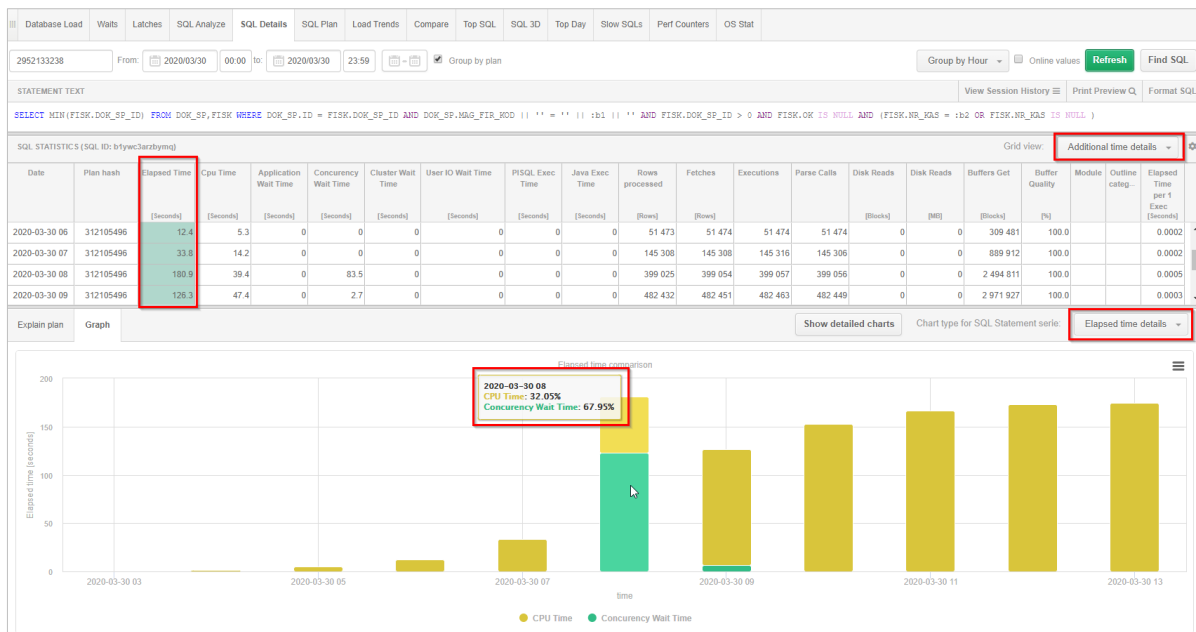 Database Load Waits Latches SQL Analyze SQL Details SQL Plan Load Trends Compare Top SQL SQL 3D Top Day Slow SQLs Perf Counters OS Stat
2952133238 From: 2020/03/30 00:00 to: 2020/03/30 23:59 - Group by plan Group by Hour Online values Refresh Find SQL
STATEMENT TEXT View Session History Print Preview Format SQL
SELECT MIN(FISK.DOK_SP_ID) FROM DOK_SP,FISK WHERE DOK_SP.ID = FISK.DOK_SP_ID AND DOK_SP.MAG_FIR_KOD || '' = '' || :b1 || '' AND FISK.DOK_SP_ID > 0 AND FISK.OK IS NULL AND (FISK.NR_KAS = :b2 OR FISK.NR_KAS IS NULL )
SQL STATISTICS (SQL ID: b1ywc3arzbymq) Grid view: Additional time details
Date Plan hash Elapsed Time Cpu Time Application Wait Time Concurency Wait Time Cluster Wait Time User IO Wait Time PlSQL Exec Time Java Exec Time Rows processed Fetches Executions Parse Calls Disk Reads Disk Reads Buffers Get Buffer Quality Module Outline categ... Elapsed Time per 1 Exec
[Seconds] [Seconds] [Seconds] [Seconds] [Seconds] [Seconds] [Seconds] [Seconds] [Rows] [Rows] [Blocks] [MB] [Blocks] [%] [Seconds]
2020-03-30 06 312105496 12.4 5.3 0 0 0 0 0 0 51 473 51 474 51 474 51 474 0 0 309 481 100.0 0.0002
2020-03-30 07 312105496 33.8 14.2 0 0 0 0 0 0 145 308 145 308 145 316 145 306 0 0 889 912 100.0 0.0002
2020-03-30 08 312105496 180.9 39.4 0 83.5 0 0 0 0 399 025 399 054 399 057 399 056 0 0 2 494 811 100.0 0.0005
2020-03-30 09 312105496 126.3 47.4 0 2.7 0 0 0 0 482 432 482 451 482 463 482 449 0 0 2 971 927 100.0 0.0003
Explain plan Graph Show detailed charts Chart type for SQL Statement serie: Elapsed time details
Elapsed time comparison
2020-03-30 08
CPU Time: 32.05%
Concurency Wait Time: 67.95%
Elapsed time [seconds]
200
150
100
50
0
2020-03-30 03 2020-03-30 05 2020-03-30 07 2020-03-30 09 2020-03-30 11 2020-03-30 13
time
CPU Time Concurency Wait Time